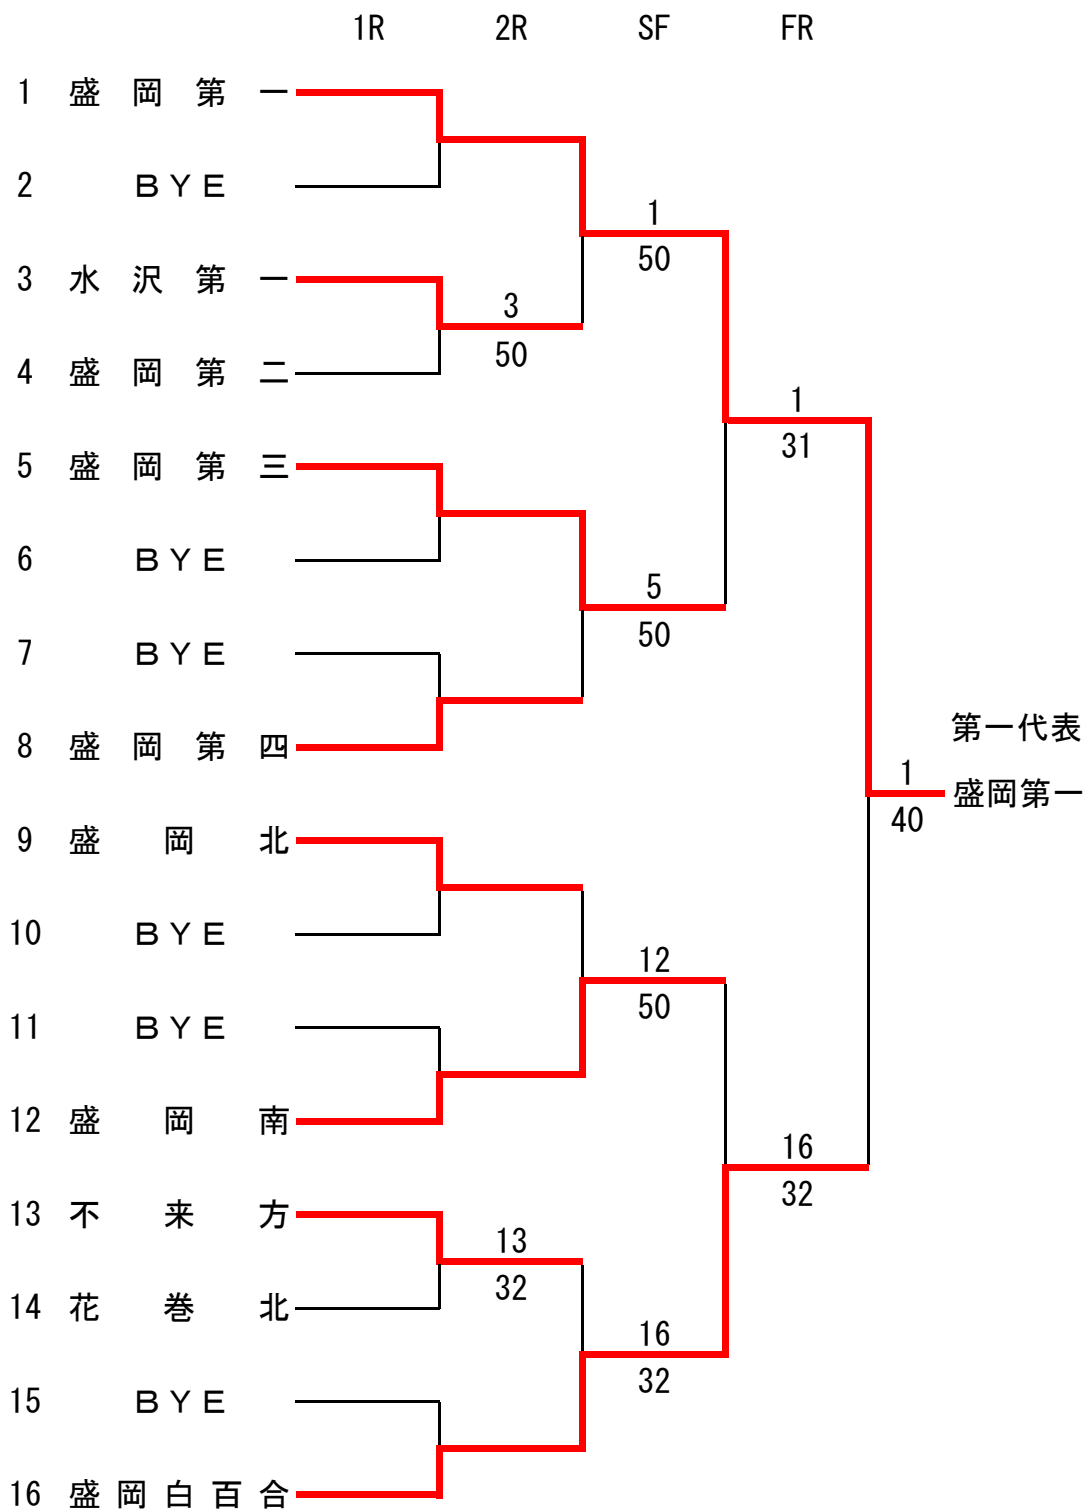 1R 2R SF FR
1 盛岡第一
2 ＢＹＥ
1
50
3 水沢第一
3
50
4 盛岡第二
1
31
5 盛岡第三
6 ＢＹＥ
5
50
7 ＢＹＥ
8 盛岡第四
第一代表
1
盛岡第一
40
9 盛岡北
10 ＢＹＥ
12
50
11 ＢＹＥ
12 盛岡南
16
32
13 不来方
13
32
14 花巻北
16
32
15 ＢＹＥ
16 盛岡白百合